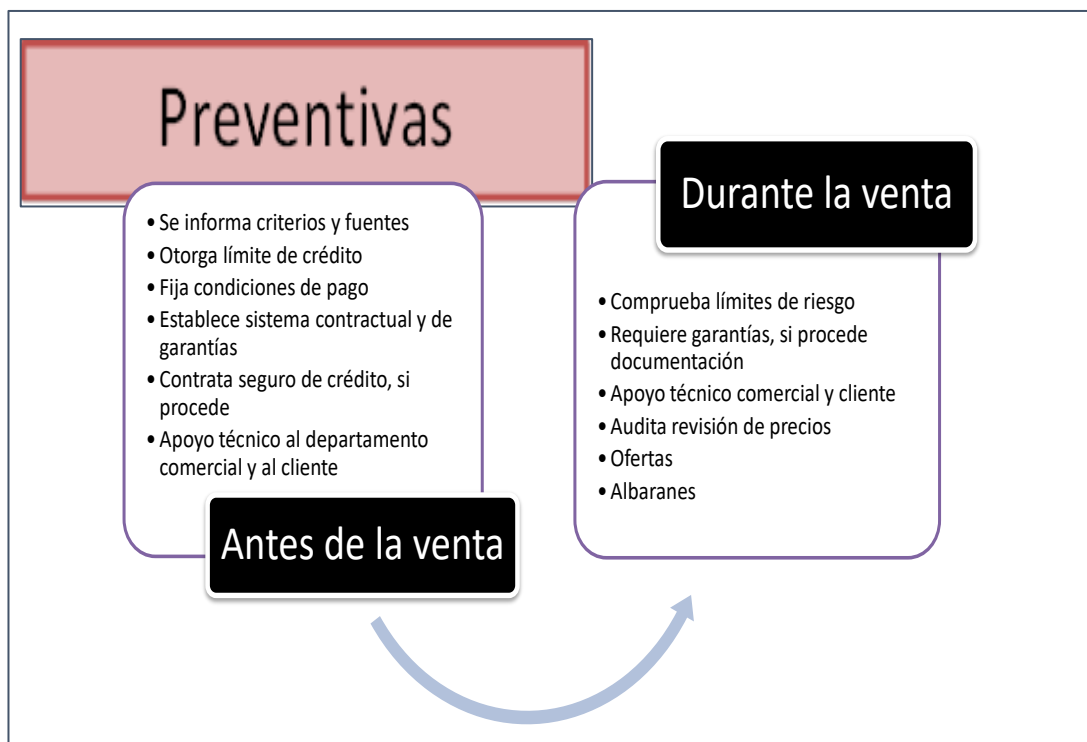 Preventivas
• Se informa criterios y fuentes
• Otorga límite de crédito
• Fija condiciones de pago
• Establece sistema contractual y de
garantías
• Contrata seguro de crédito, si
procede
• Apoyo técnico al departamento
comercial y al cliente
Antes de la venta
Durante la venta
• Comprueba límites de riesgo
• Requiere garantías, si procede
documentación
• Apoyo técnico comercial y cliente
• Audita revisión de precios
• Ofertas
• Albaranes